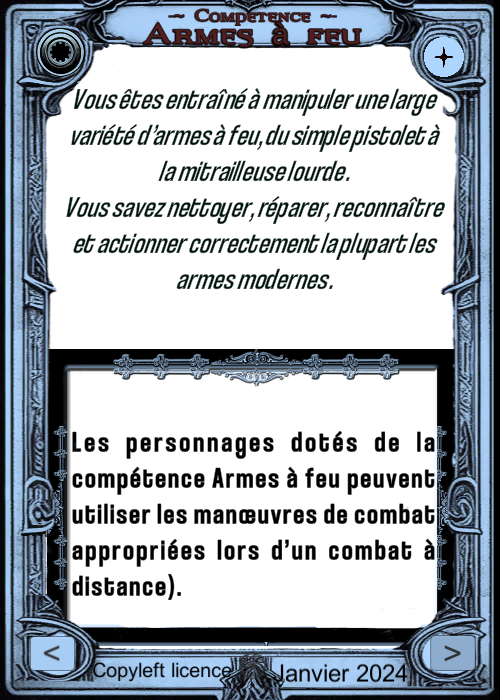 ~ Compétence ~
Armes à feu
Vous êtes entraîné à manipuler une large
variété d'armes à feu, du simple pistolet à
la mitrailleuse lourde.
Vous savez nettoyer, réparer, reconnaître
et actionner correctement la plupart les
armes modernes.
Les personnages dotés de la
compétence Armes à feu peuvent
utiliser les manœuvres de combat
appropriées lors d'un combat à
distance).
< >
Copyleft licence Janvier 2024